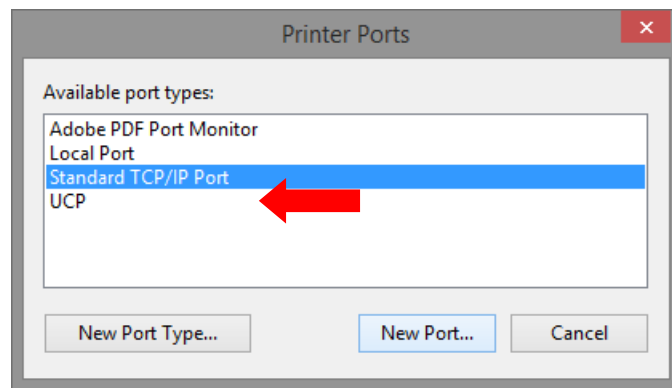 Printer Ports
Available port types:
Adobe PDF Port Monitor
Local Port
Standard TCP/IP Port
UCP
New Port Type...
New Port...
Cancel